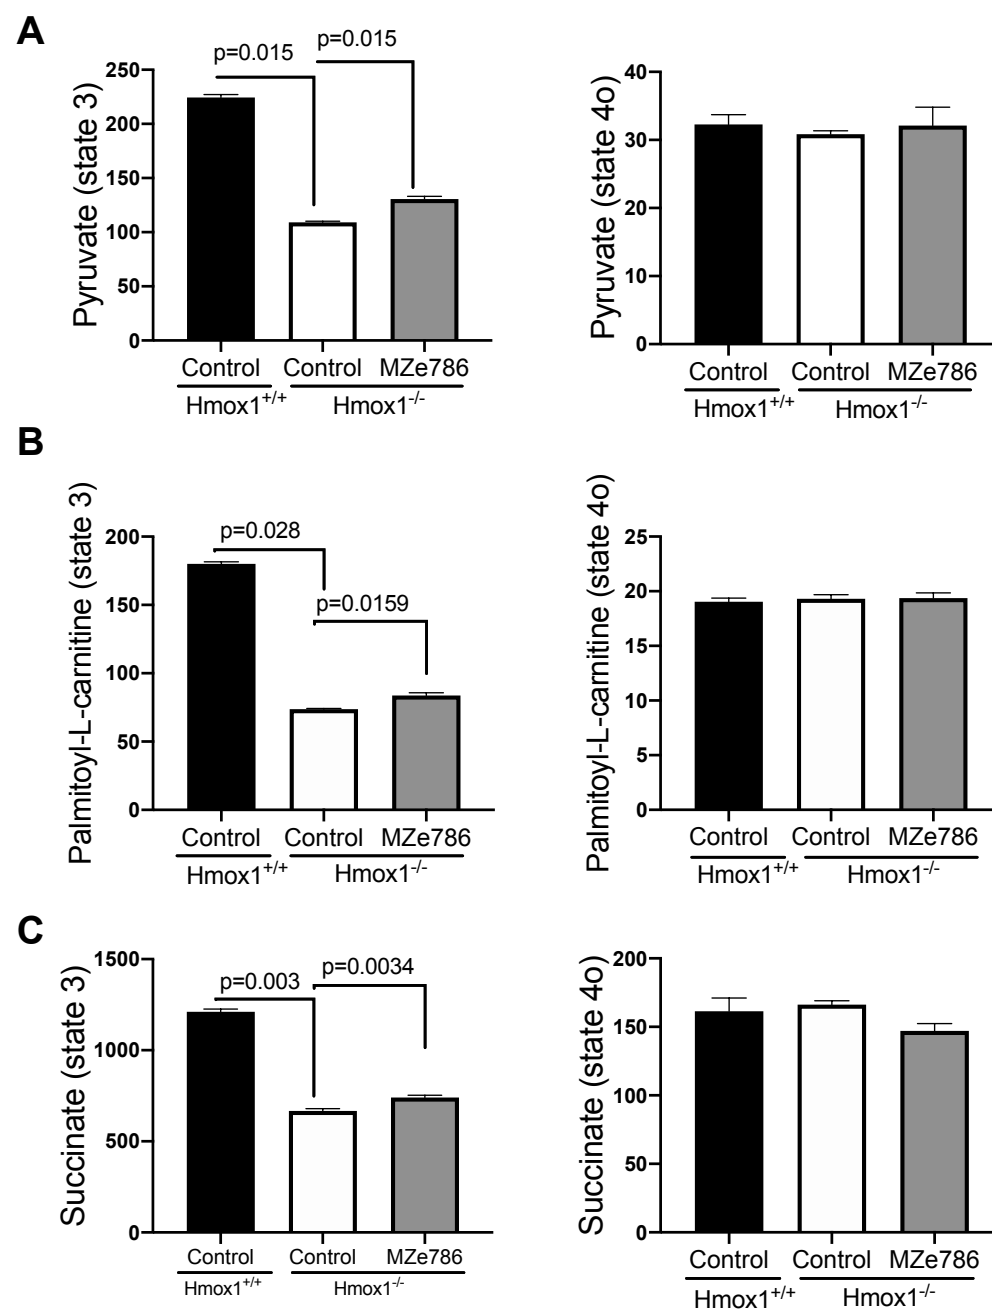 A
Pyruvate (state 3)
250
200
150
100
50
0
p=0.015
p=0.015
Control
Control
MZe786
Hmox1+/+
Hmox1-/-
Pyruvate (state 4o)
40
30
20
10
0
Control
Control
MZe786
Hmox1+/+
Hmox1-/-
B
Palmitoyl-L-carnitine (state 3)
200
150
100
50
0
p=0.028
p=0.0159
Control
Control
MZe786
Hmox1+/+
Hmox1-/-
Palmitoyl-L-carnitine (state 4o)
25
20
15
10
5
0
Control
Control
MZe786
Hmox1+/+
Hmox1-/-
C
Succinate (state 3)
1500
1000
500
0
p=0.003
p=0.0034
Control
Control
MZe786
Hmox1+/+
Hmox1-/-
Succinate (state 4o)
200
150
100
50
0
Control
Control
MZe786
Hmox1+/+
Hmox1-/-